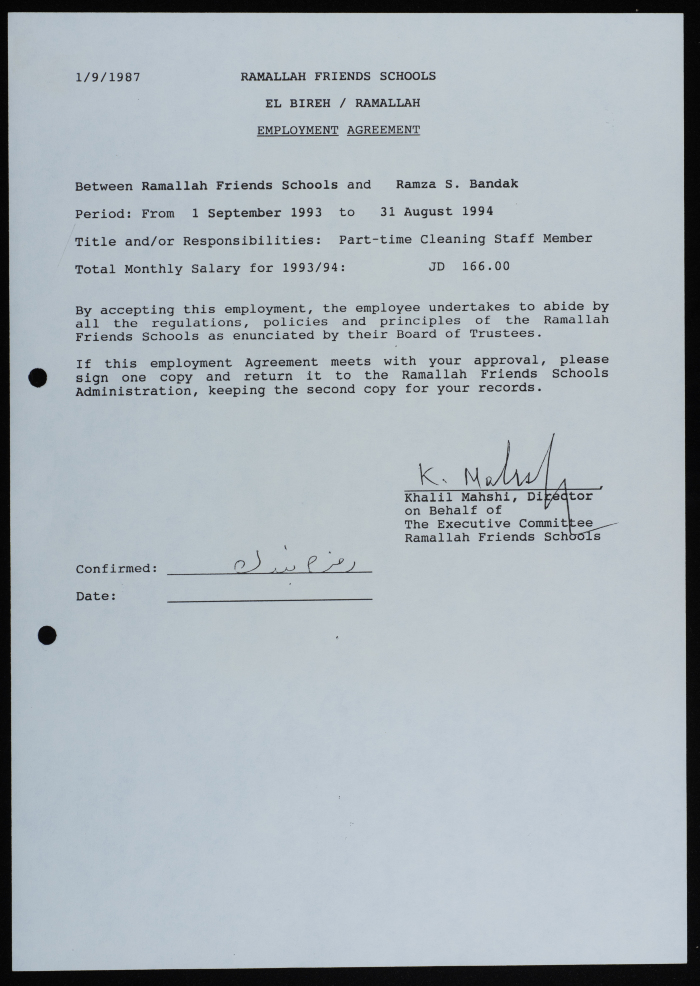 1/9/1987 RAMALLAH FRIENDS SCHOOLS
EL BIREH / RAMALLAH
EMPLOYMENT AGREEMENT
Between Ramallah Friends Schools and Ramza S. Bandak
Period: From 1 September 1993 to 31 August 1994
Title and/or Responsibilities: Part-time Cleaning Staff Member
Total Monthly Salary for 1993/94: JD 166.00
By accepting this employment, the employee undertakes to abide by
all the regulations, policies and principles of the Ramallah
Friends Schools as enunciated by their Board of Trustees.
If this employment Agreement meets with your approval, please
sign one copy and return it to the Ramallah Friends Schools
Administration, keeping the second copy for your records.
K. Mahshi
Khalil Mahshi, Director
on Behalf of
The Executive Committee
Ramallah Friends Schools
Confirmed: رمزه بندك
Date: